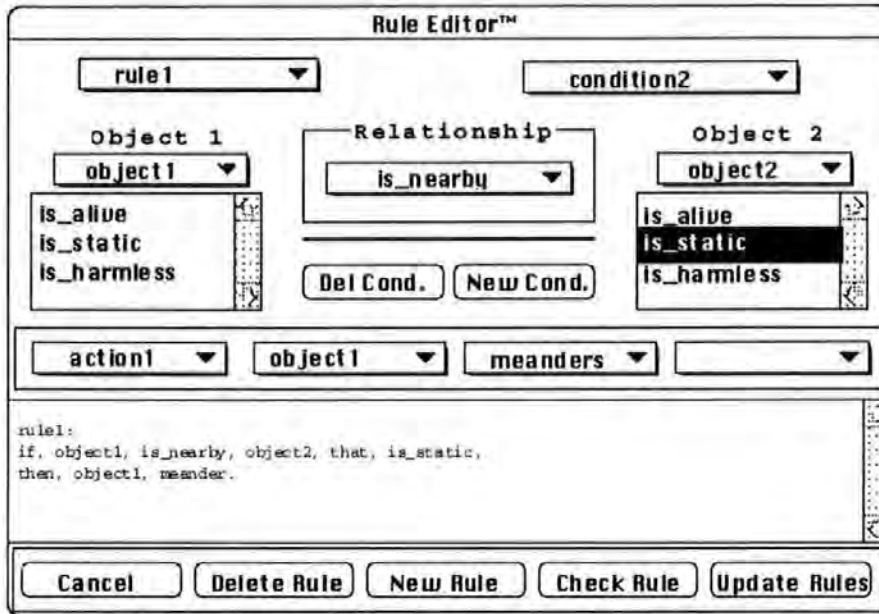 Rule Editor™
rule1 condition2
Object 1 Relationship Object 2
object1 is_nearby object2
is_alive is_alive
is_static is_static
is_harmless is_harmless
Del Cond. New Cond.
action1 object1 meanders
rule1:
if, object1, is_nearby, object2, that, is_static,
then, object1, meander.
Cancel Delete Rule New Rule Check Rule Update Rules